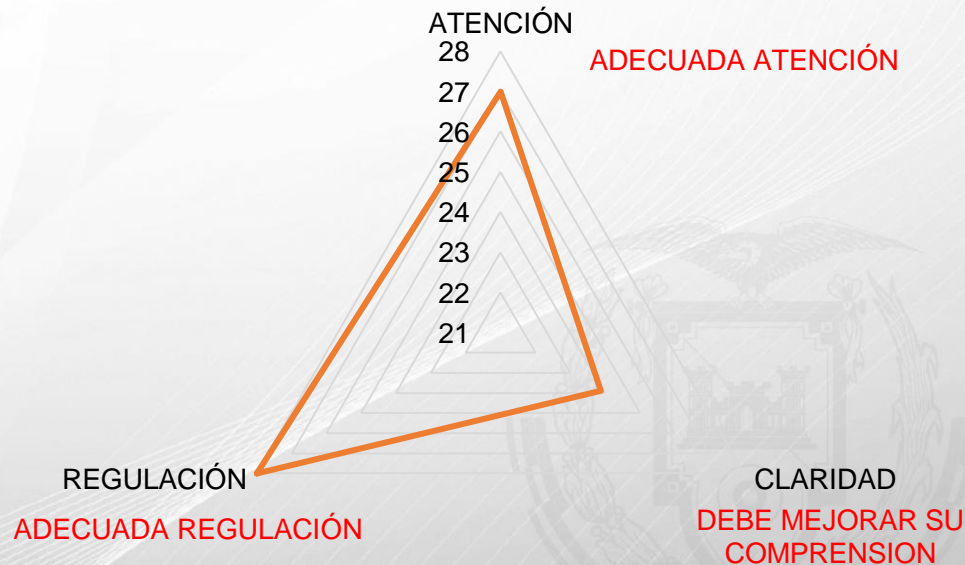 ATENCIÓN
28
ADECUADA ATENCIÓN
27
26
25
24
23
22
21
REGULACIÓN
CLARIDAD
ADECUADA REGULACIÓN
DEBE MEJORAR SU
COMPRENSION